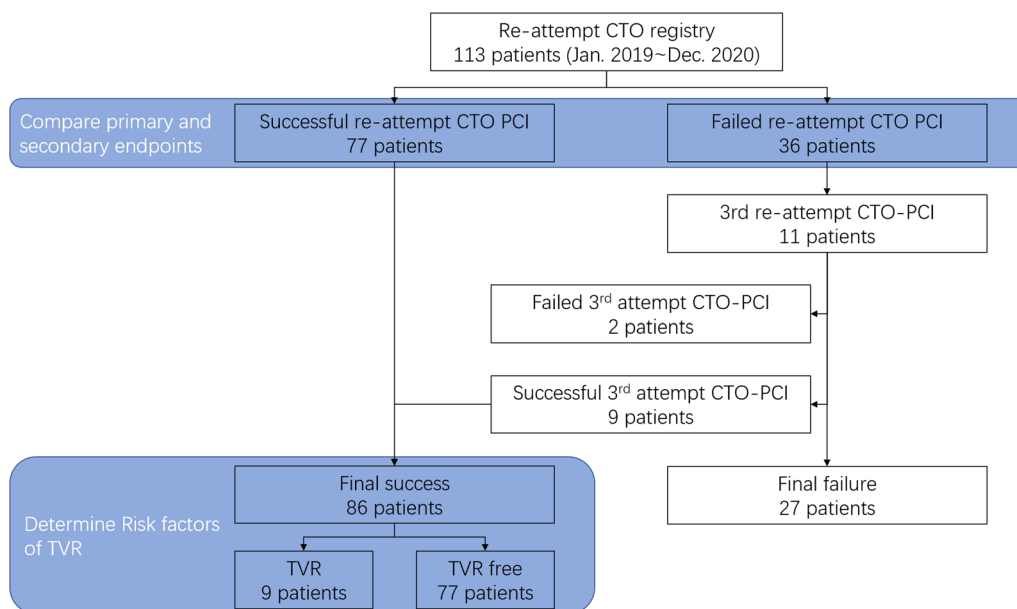 Re-attempt CTO registry
113 patients (Jan. 2019~Dec. 2020)
Compare primary and
secondary endpoints
Successful re-attempt CTO PCI
77 patients
Failed re-attempt CTO PCI
36 patients
3rd re-attempt CTO-PCI
11 patients
Failed 3rd attempt CTO-PCI
2 patients
Successful 3rd attempt CTO-PCI
9 patients
Final success
86 patients
Final failure
27 patients
Determine Risk factors
of TVR
TVR
9 patients
TVR free
77 patients